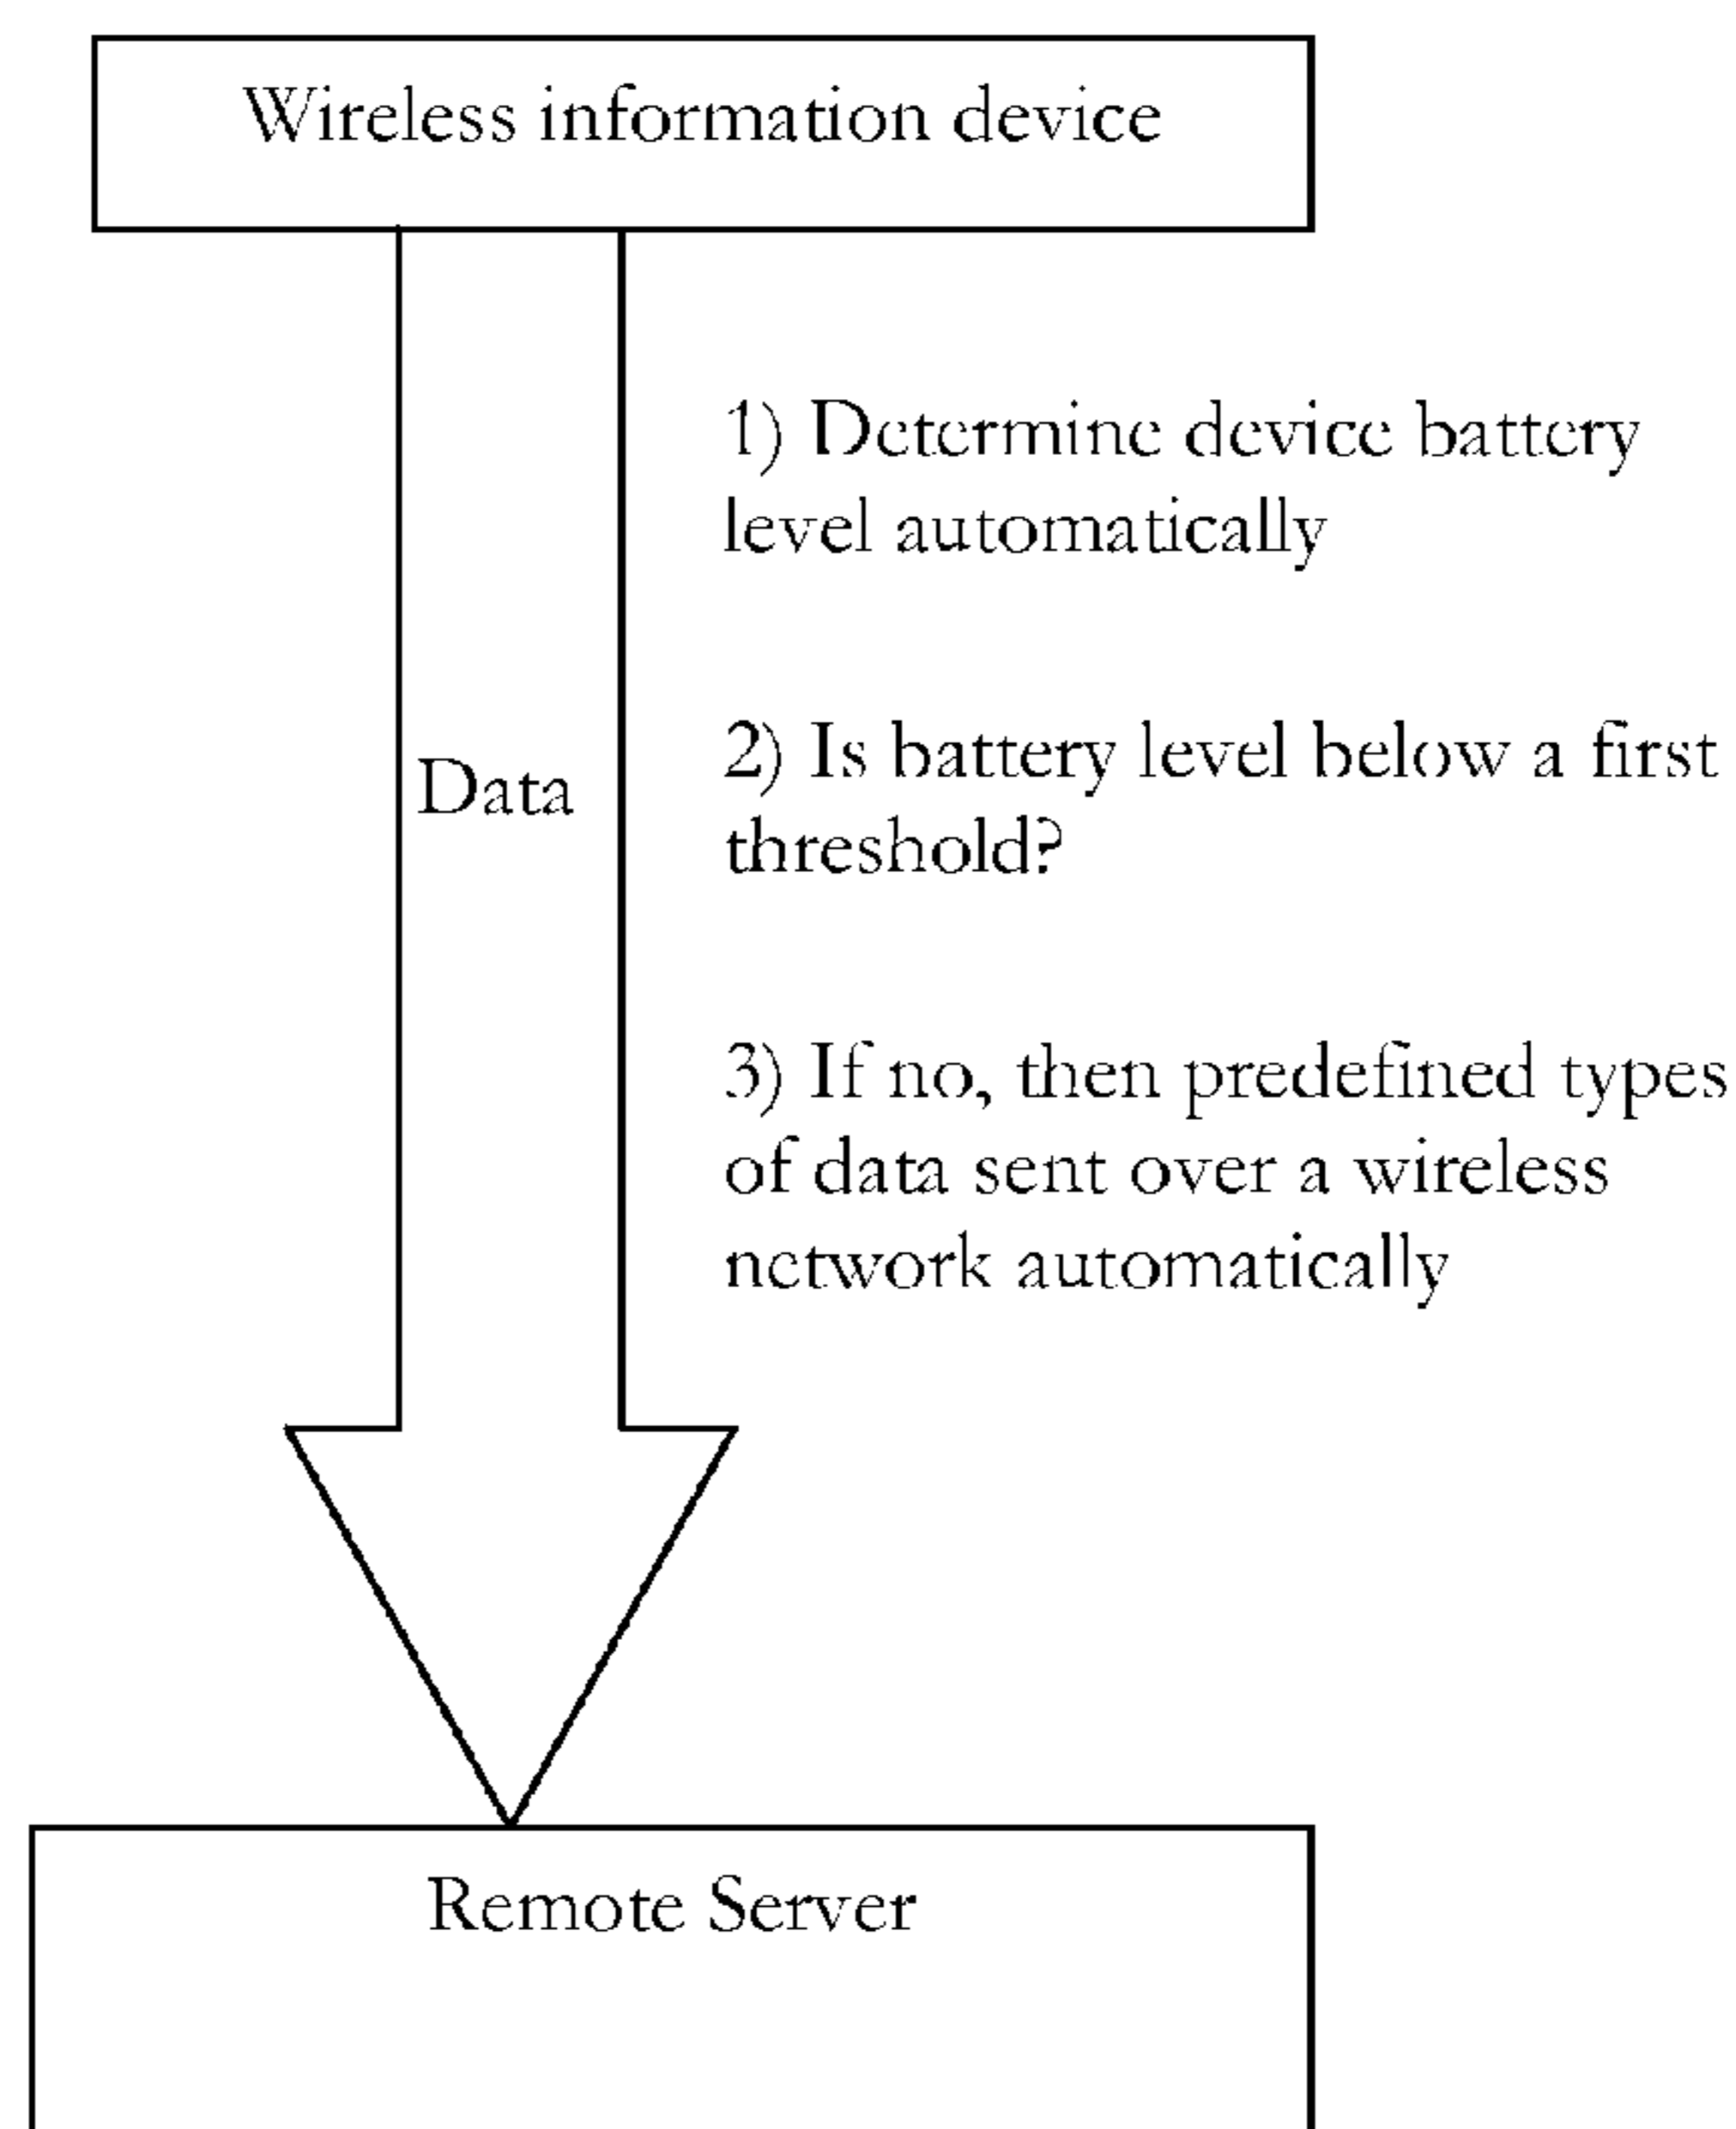 Wireless information device
1) Determine device battery
level automatically
2) Is battery level below a first
threshold?
Data
3) If no, then predefined types
of data sent over a wireless
network automatically
Remote Server